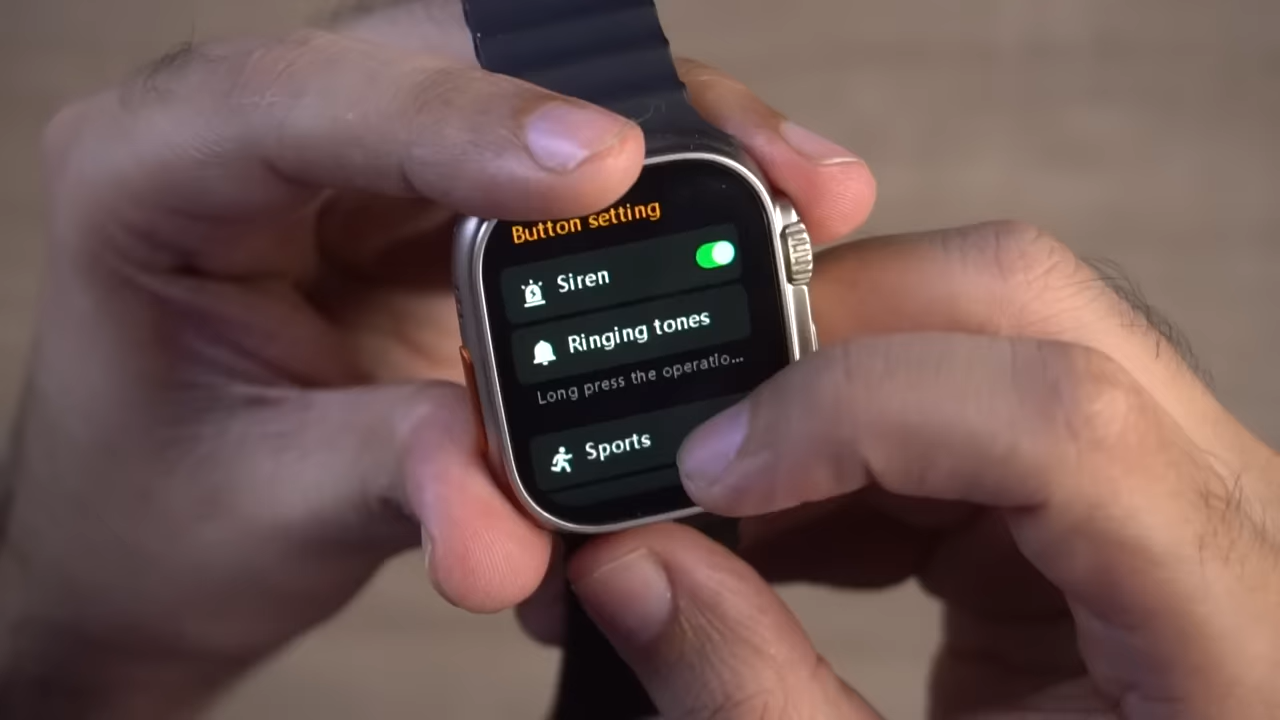 Button setting
Siren
Ringing tones
Long press the operatio...
Sports